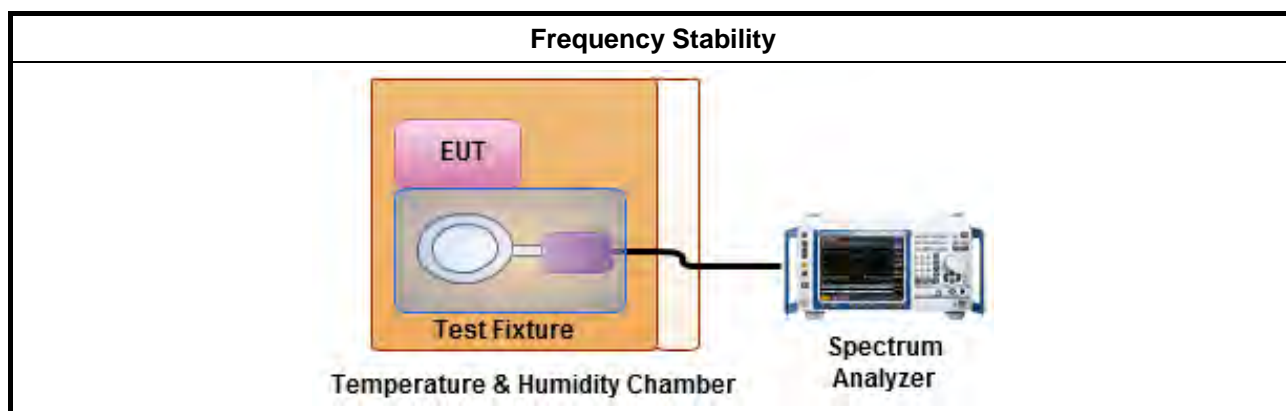 Frequency Stability
EUT
Test Fixture
Temperature & Humidity Chamber
Spectrum
Analyzer